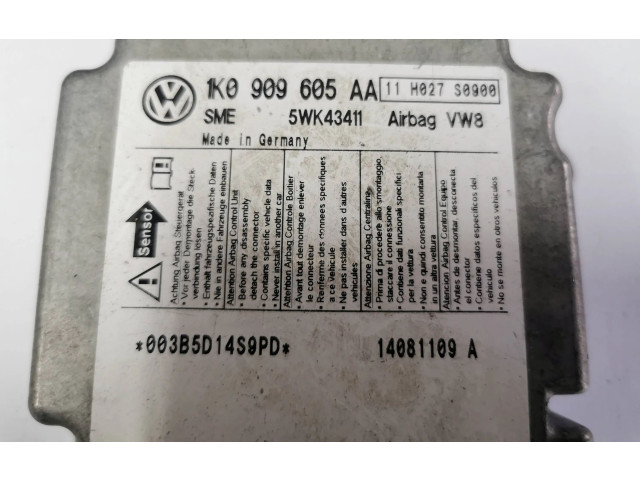 1K0 909 605 AA 11 H027 S0900
SME 5WK43411 Airbag VW8
Made in Germany
Sensor
Achtung Airbag Steuergerät
• Vor jeder Demontage die Steck-
verbindung lösen
• Enthält fahrzeugspezifische Daten
• Nie in andere Fahrzeuge einbauen
Attention Airbag Control Unit
• Before any disassembly
detach the connector
• Contains specific vehicle data
• Never install in another car
Attention Airbag Controle Boitier
• Avant tout demontage enlever
le connecteur
• Renferme des donnees specifiques
a ce vehicule
• Ne pas installer dans d'autres
vehicules
Attenzione Airbag Centralina
• Prima di procedere allo smontaggio,
staccare il connessione
• Contiene dati funzionali specifici
per la vettura
• Non e quindi consentito montarla
in un altra vettura
Atencion Airbag Control Equipo
• Antes de desmontar desconecta
el conector
• Contiene datos especificos del
vehiculo
• No se monte en otros vehiculos
*003B5D14S9PD* 14081109 A